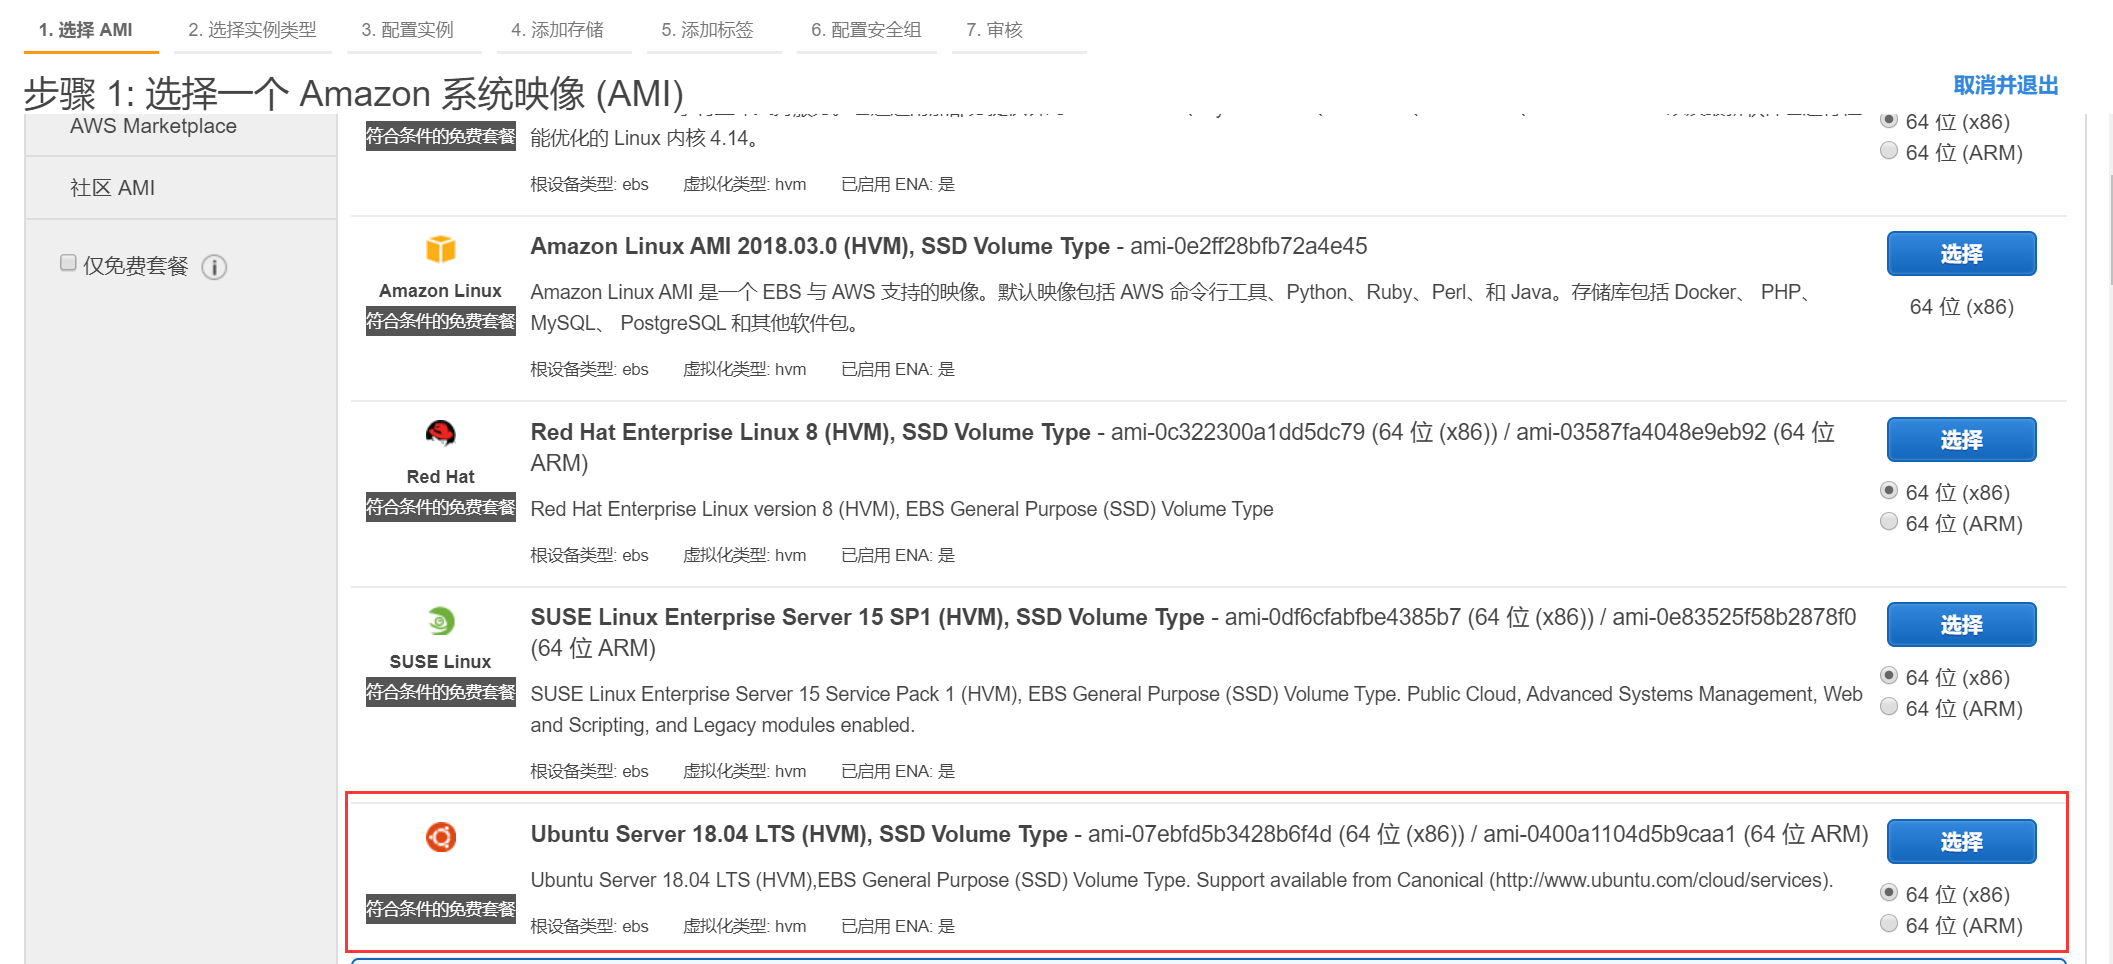 1. 选择 AMI
2. 选择实例类型
3. 配置实例
4. 添加存储
5. 添加标签
6. 配置安全组
7. 审核
步骤 1: 选择一个 Amazon 系统映像 (AMI)
取消并退出
AWS Marketplace
社区 AMI
仅免费套餐
符合条件的免费套餐
能优化的 Linux 内核 4.14。
根设备类型: ebs 虚拟化类型: hvm 已启用 ENA: 是
64 位 (x86)
64 位 (ARM)
Amazon Linux
符合条件的免费套餐
Amazon Linux AMI 2018.03.0 (HVM), SSD Volume Type - ami-0e2ff28bfb72a4e45
Amazon Linux AMI 是一个 EBS 与 AWS 支持的映像。默认映像包括 AWS 命令行工具、Python、Ruby、Perl、和 Java。存储库包括 Docker、 PHP、
MySQL、 PostgreSQL 和其他软件包。
根设备类型: ebs 虚拟化类型: hvm 已启用 ENA: 是
选择
64 位 (x86)
Red Hat
符合条件的免费套餐
Red Hat Enterprise Linux 8 (HVM), SSD Volume Type - ami-0c322300a1dd5dc79 (64 位 (x86)) / ami-03587fa4048e9eb92 (64 位
ARM)
Red Hat Enterprise Linux version 8 (HVM), EBS General Purpose (SSD) Volume Type
根设备类型: ebs 虚拟化类型: hvm 已启用 ENA: 是
选择
64 位 (x86)
64 位 (ARM)
SUSE Linux
符合条件的免费套餐
SUSE Linux Enterprise Server 15 SP1 (HVM), SSD Volume Type - ami-0df6cfabfbe4385b7 (64 位 (x86)) / ami-0e83525f58b2878f0
(64 位 ARM)
SUSE Linux Enterprise Server 15 Service Pack 1 (HVM), EBS General Purpose (SSD) Volume Type. Public Cloud, Advanced Systems Management, Web
and Scripting, and Legacy modules enabled.
根设备类型: ebs 虚拟化类型: hvm 已启用 ENA: 是
选择
64 位 (x86)
64 位 (ARM)
符合条件的免费套餐
Ubuntu Server 18.04 LTS (HVM), SSD Volume Type - ami-07ebfd5b3428b6f4d (64 位 (x86)) / ami-0400a1104d5b9caa1 (64 位 ARM)
Ubuntu Server 18.04 LTS (HVM),EBS General Purpose (SSD) Volume Type. Support available from Canonical (http://www.ubuntu.com/cloud/services).
根设备类型: ebs 虚拟化类型: hvm 已启用 ENA: 是
选择
64 位 (x86)
64 位 (ARM)